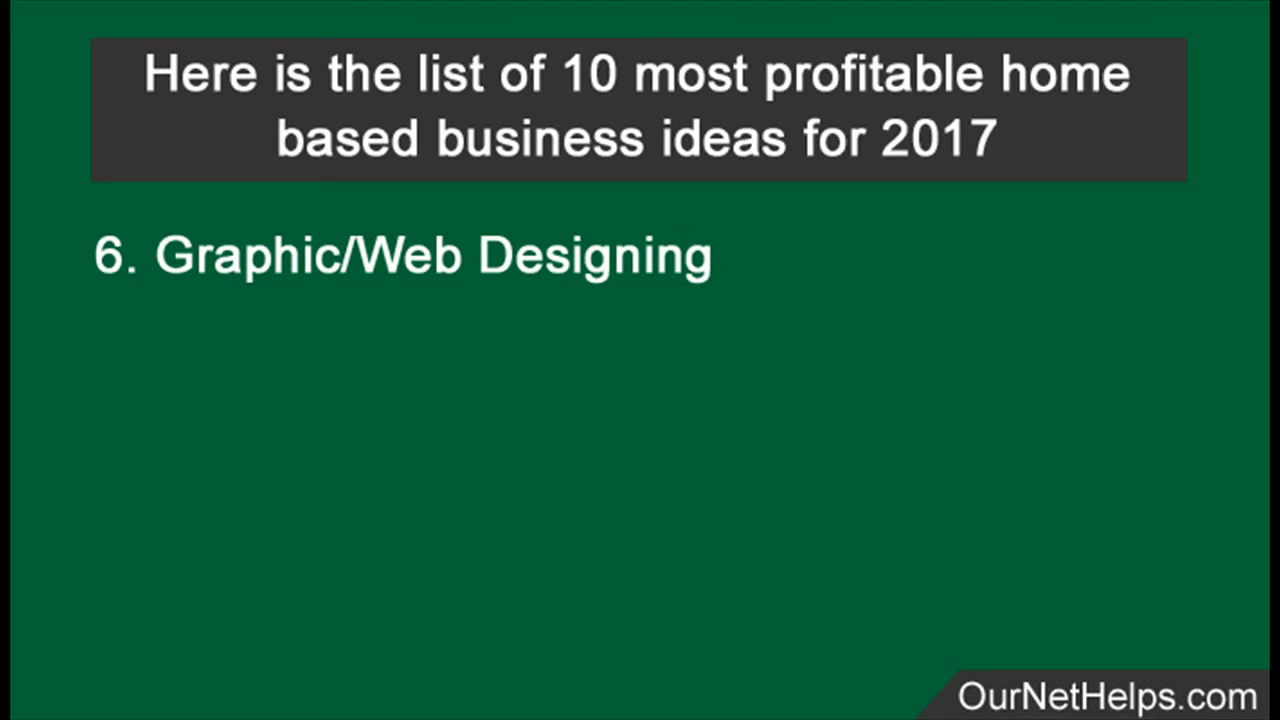 Here is the list of 10 most profitable home
based business ideas for 2017
6. Graphic/Web Designing
OurNetHelps.com